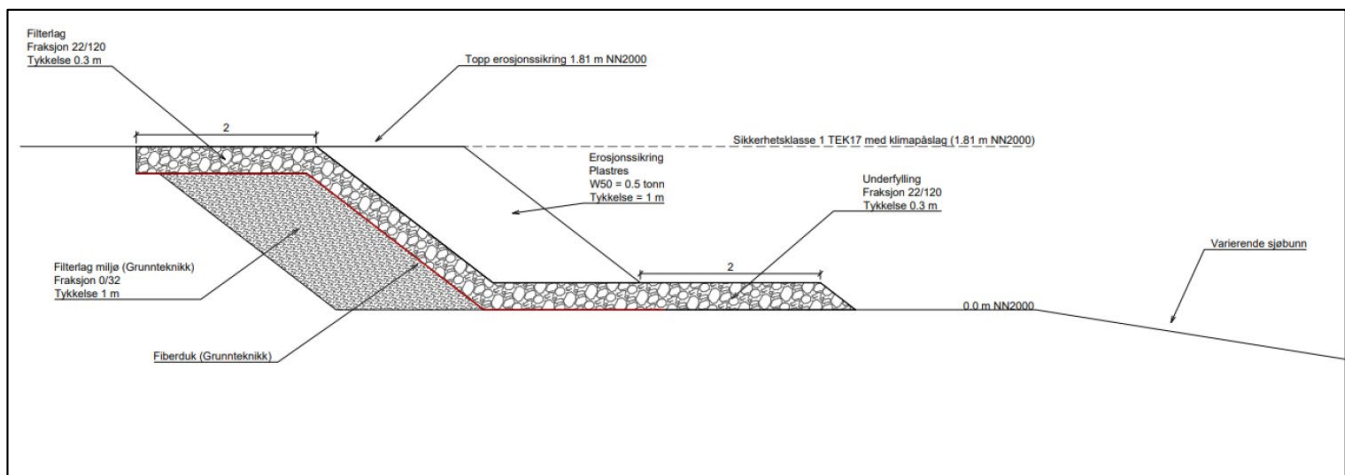 Filterlag
Fraksjon 22/120
Tykkelse 0.3 m
Topp erosjonssikring 1.81 m NN2000
2
Sikkerhetsklasse 1 TEK17 med klimapåslag (1.81 m NN2000)
Erosjonssikring
Plastres
W50 = 0.5 tonn
Tykkelse = 1 m
Underfylling
Fraksjon 22/120
Tykkelse 0.3 m
Varierende sjøbunn
Filterlag miljø (Grunnteknikk)
Fraksjon 0/32
Tykkelse 1 m
2
0.0 m NN2000
Fiberduk (Grunnteknikk)